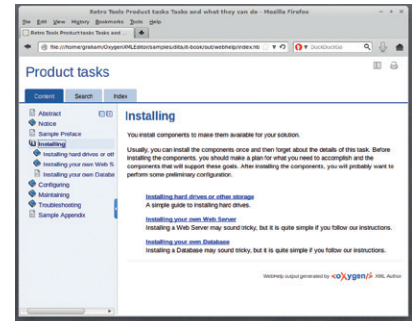 Retro Tools Product tasks Tasks and what they can do - Mozilla Firefox
File Edit View History Bookmarks Tools Help
Retro Tools Product tasks Tasks and ...
DuckDuckGo
Product tasks
Content Search Index
Abstract
Notice
Sample Preface
Installing
Installing hard drives or oth
Installing your own Web S
Installing your own Databa
Configuring
Maintaining
Troubleshooting
Sample Appendix
Installing
You install components to make them available for your solution.
Usually, you can install the components once and then forget about the details of this task. Before
installing the components, you should make a plan for what you need to accomplish and the
components that will support these goals. After installing the components, you will probably want to
perform some preliminary configuration.
Installing hard drives or other storage
A simple guide to installing hard drives.
Installing your own Web Server
Installing a Web Server may sound tricky, but it is quite simple if you follow our instructions.
Installing your own Database
Installing a Database may sound tricky, but it is quite simple if you follow our instructions.
WebHelp output generated by <oXygen/> XML Author